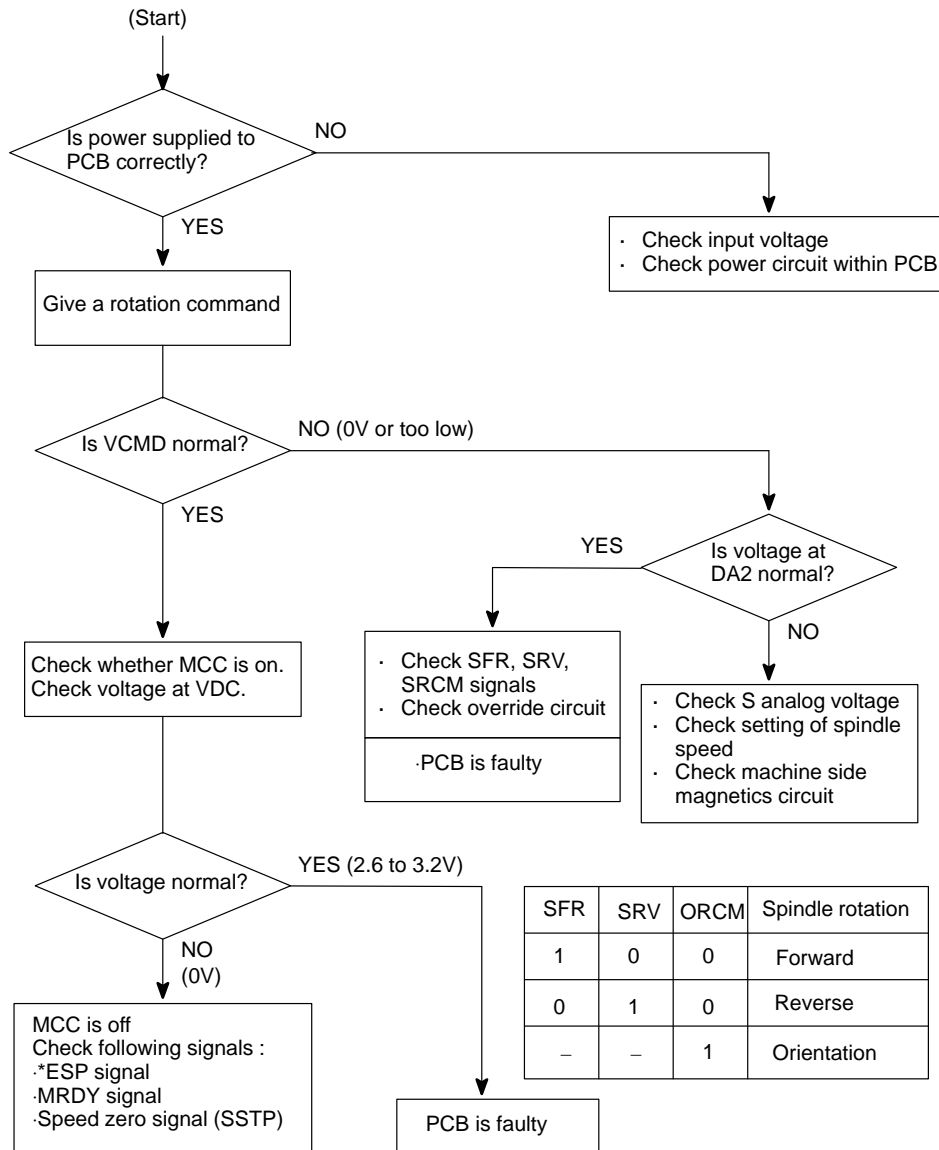 (Start)
Is power supplied to
PCB correctly?
NO
YES
· Check input voltage
· Check power circuit within PCB
Give a rotation command
Is VCMD normal?
NO (0V or too low)
YES
Is voltage at
DA2 normal?
YES
NO
Check whether MCC is on.
Check voltage at VDC.
· Check SFR, SRV,
SRCM signals
· Check override circuit
·PCB is faulty
· Check S analog voltage
· Check setting of spindle
speed
· Check machine side
magnetics circuit
Is voltage normal?
YES (2.6 to 3.2V)
NO
(0V)
MCC is off
Check following signals :
·*ESP signal
·MRDY signal
·Speed zero signal (SSTP)
PCB is faulty
SFR SRV ORCM Spindle rotation
1 0 0 Forward
0 1 0 Reverse
– – 1 Orientation